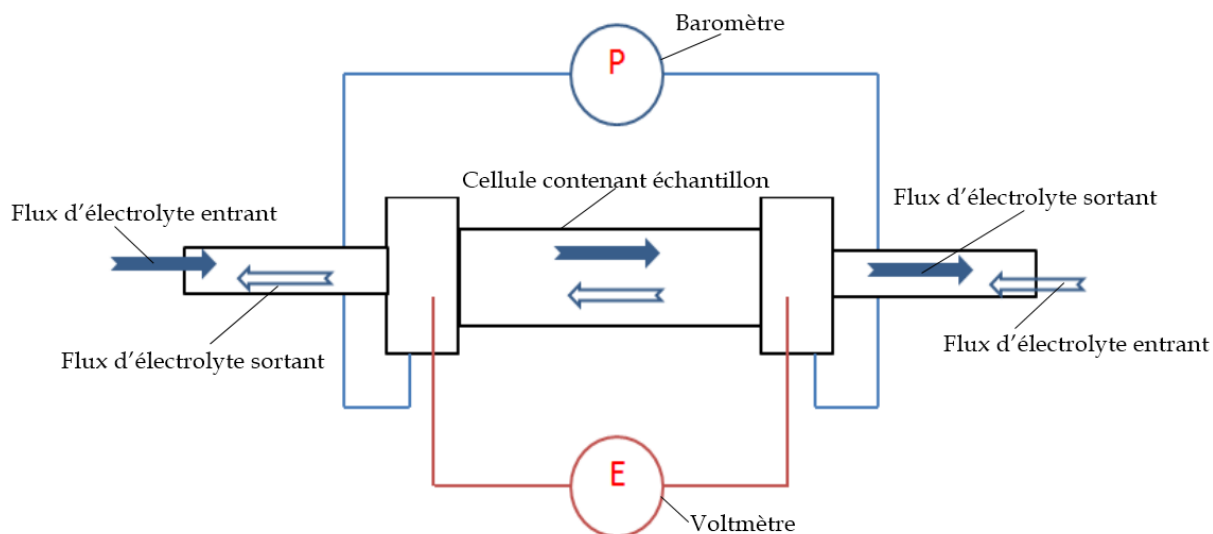 Baromètre
P
Cellule contenant échantillon
Flux d’électrolyte entrant
Flux d’électrolyte sortant
Flux d’électrolyte sortant
Flux d’électrolyte entrant
E
Voltmètre